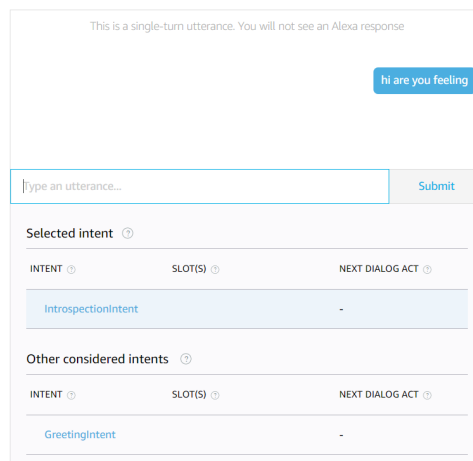 This is a single-turn utterance. You will not see an Alexa response
hi are you feeling
Type an utterance...
Submit
Selected intent
INTENT SLOT(S) NEXT DIALOG ACT
IntrospectionIntent -
Other considered intents
INTENT SLOT(S) NEXT DIALOG ACT
GreetingIntent -